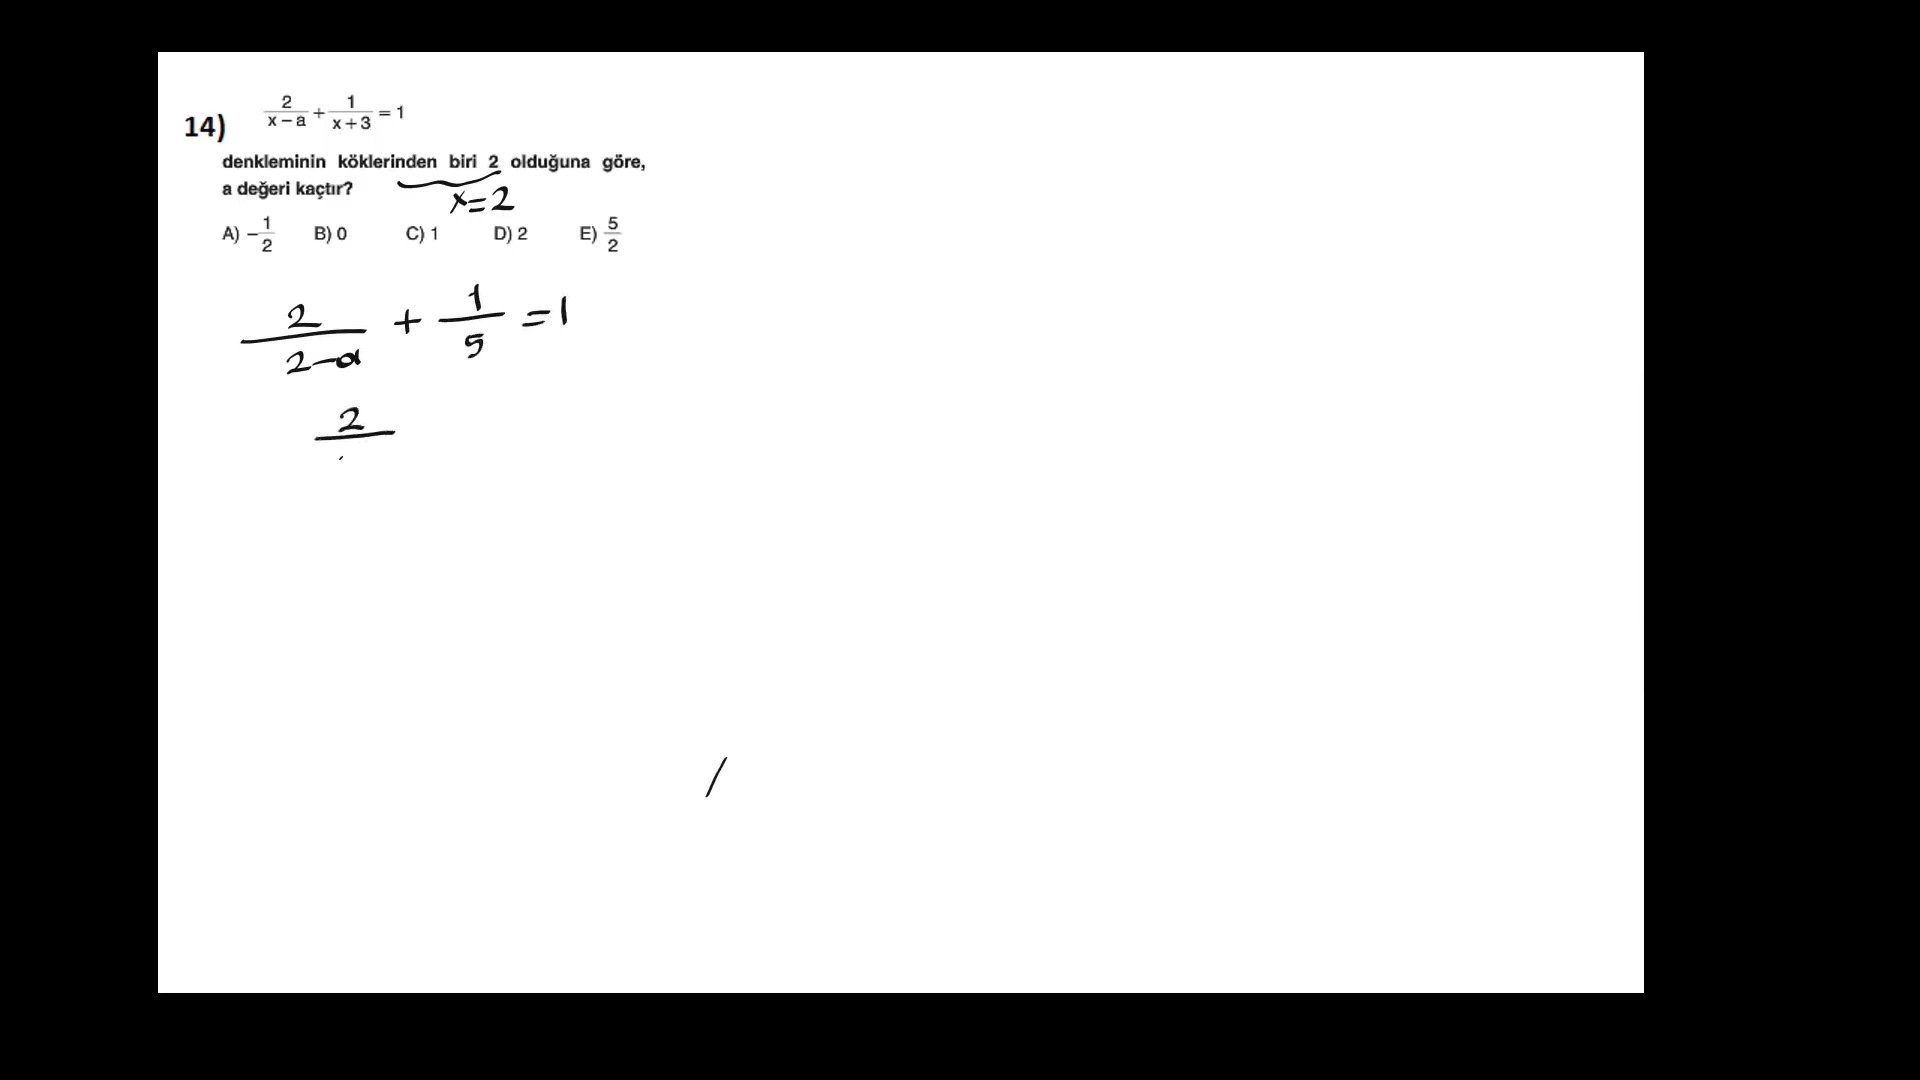 14) 2/(x − a) + 1/(x + 3) = 1
denkleminin köklerinden biri 2 olduğuna göre,
a değeri kaçtır?
x=2
A) −1/2 B) 0 C) 1 D) 2 E) 5/2
2/(2−a) + 1/5 = 1
2